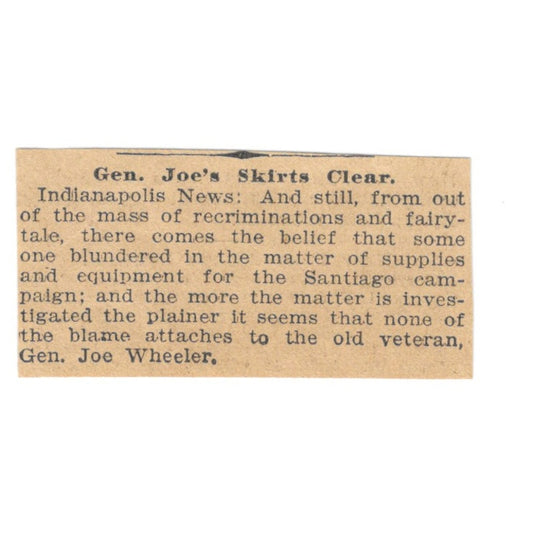 Gen. Joe's Skirts Clear.
Indianapolis News: And still, from out
of the mass of recriminations and fairy-
tale, there comes the belief that some
one blundered in the matter of supplies
and equipment for the Santiago cam-
paign; and the more the matter is inves-
tigated the plainer it seems that none of
the blame attaches to the old veteran,
Gen. Joe Wheeler.